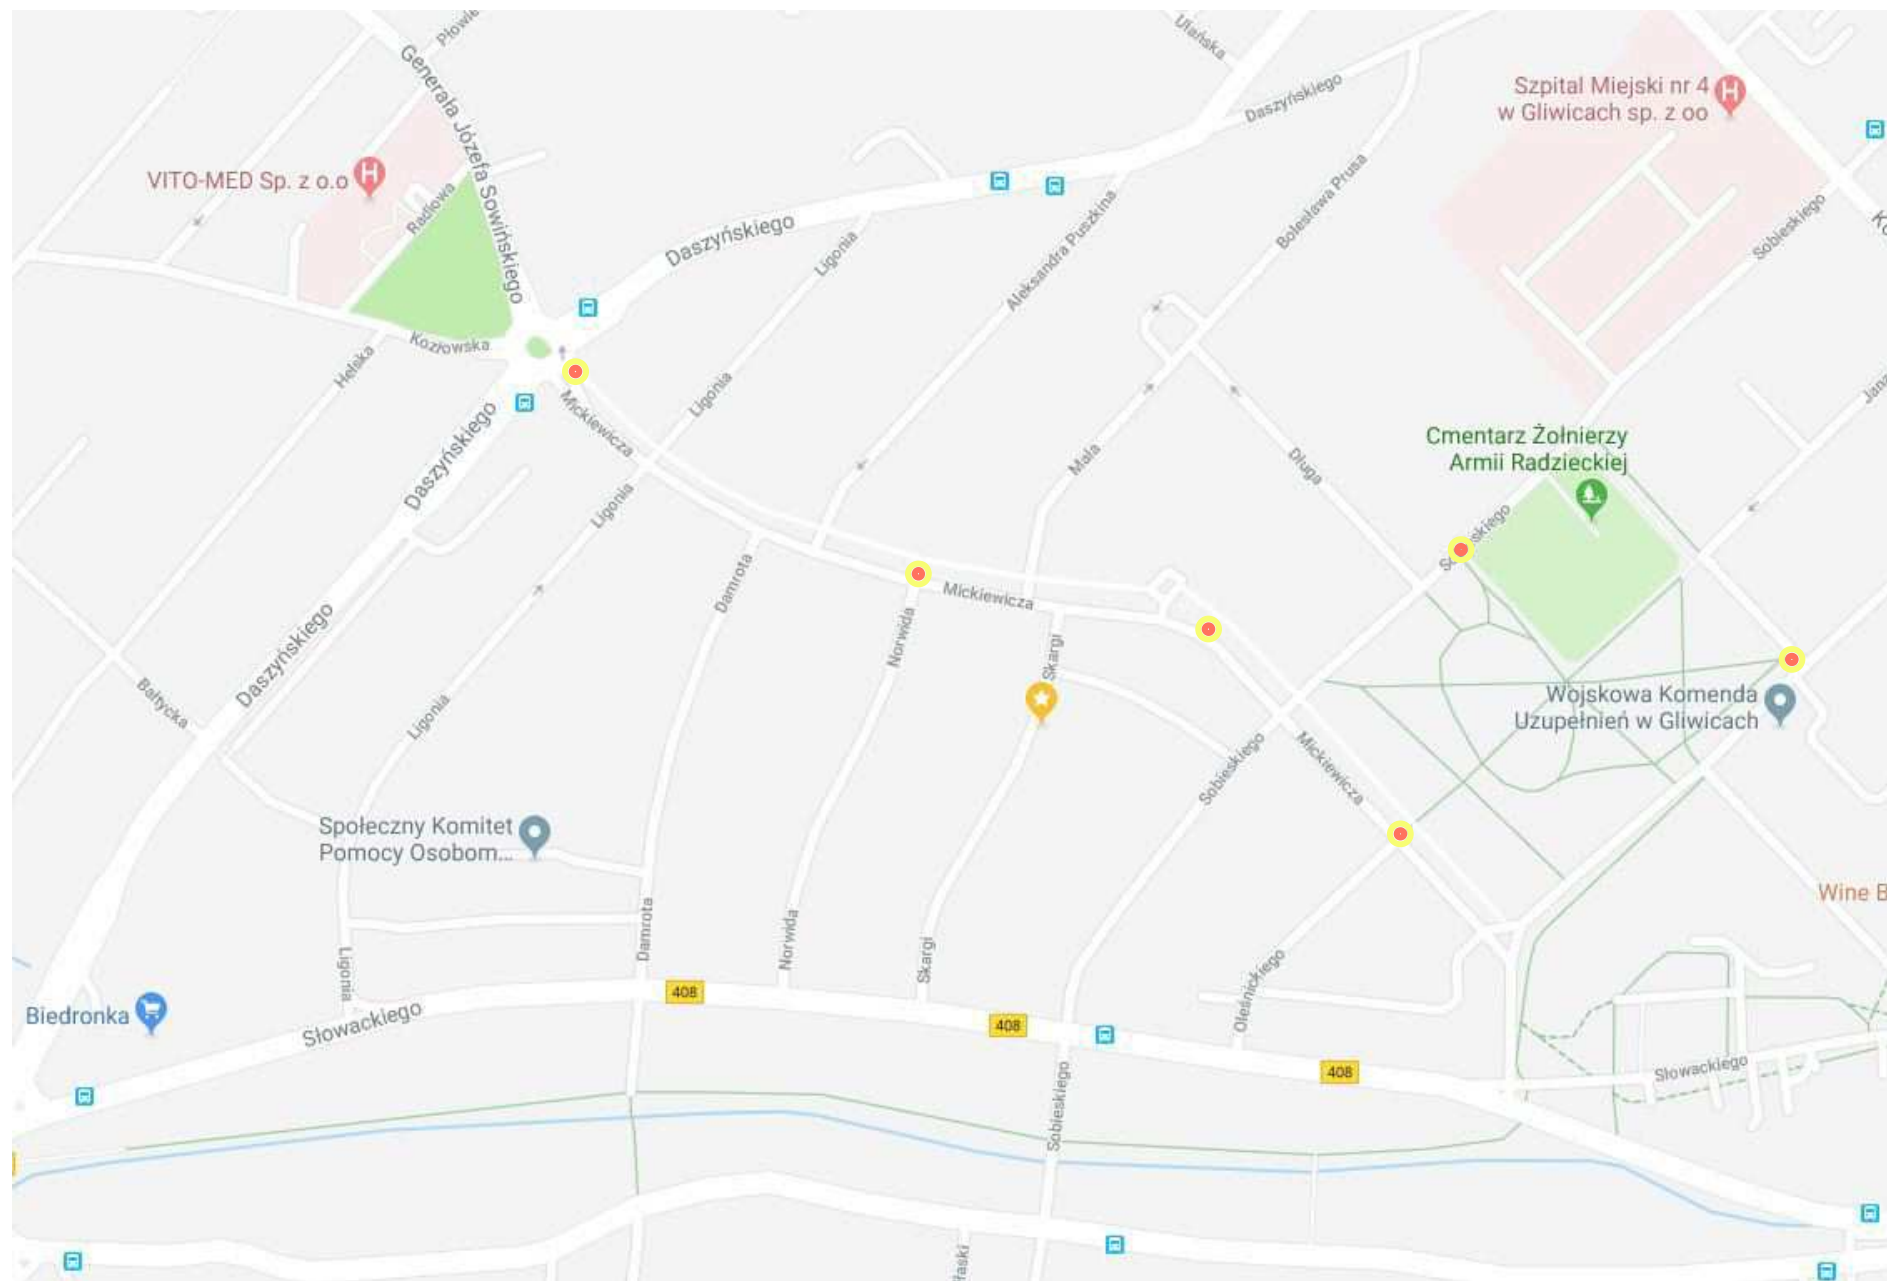 Płowie
Ułańska
Generała Józefa Sowińskiego
Daszyńskiego
Szpital Miejski nr 4
w Gliwicach sp. z oo
VITO-MED Sp. z o.o
Radiowa
Daszyńskiego
Ligonia
Aleksandra Puszkina
Bolesława Prusa
Sobieskiego
Kozłowska
Helska
Mickiewicza
Ligonia
Daszyńskiego
Ligonia
Mała
Długa
Cmentarz Żołnierzy
Armii Radzieckiej
skiego
Damrota
Norwida
Mickiewicza
Skargi
Daszyńskiego
Bałtycka
Ligonia
Wojskowa Komenda
Uzupełnień w Gliwicach
Sobieskiego
Mickiewicza
Społeczny Komitet
Pomocy Osobom...
Wine B
Damrota
Norwida
Skargi
Ligonia
Oleśnickiego
Biedronka
Słowackiego
408
408
408
Słowackiego
Sobieskiego